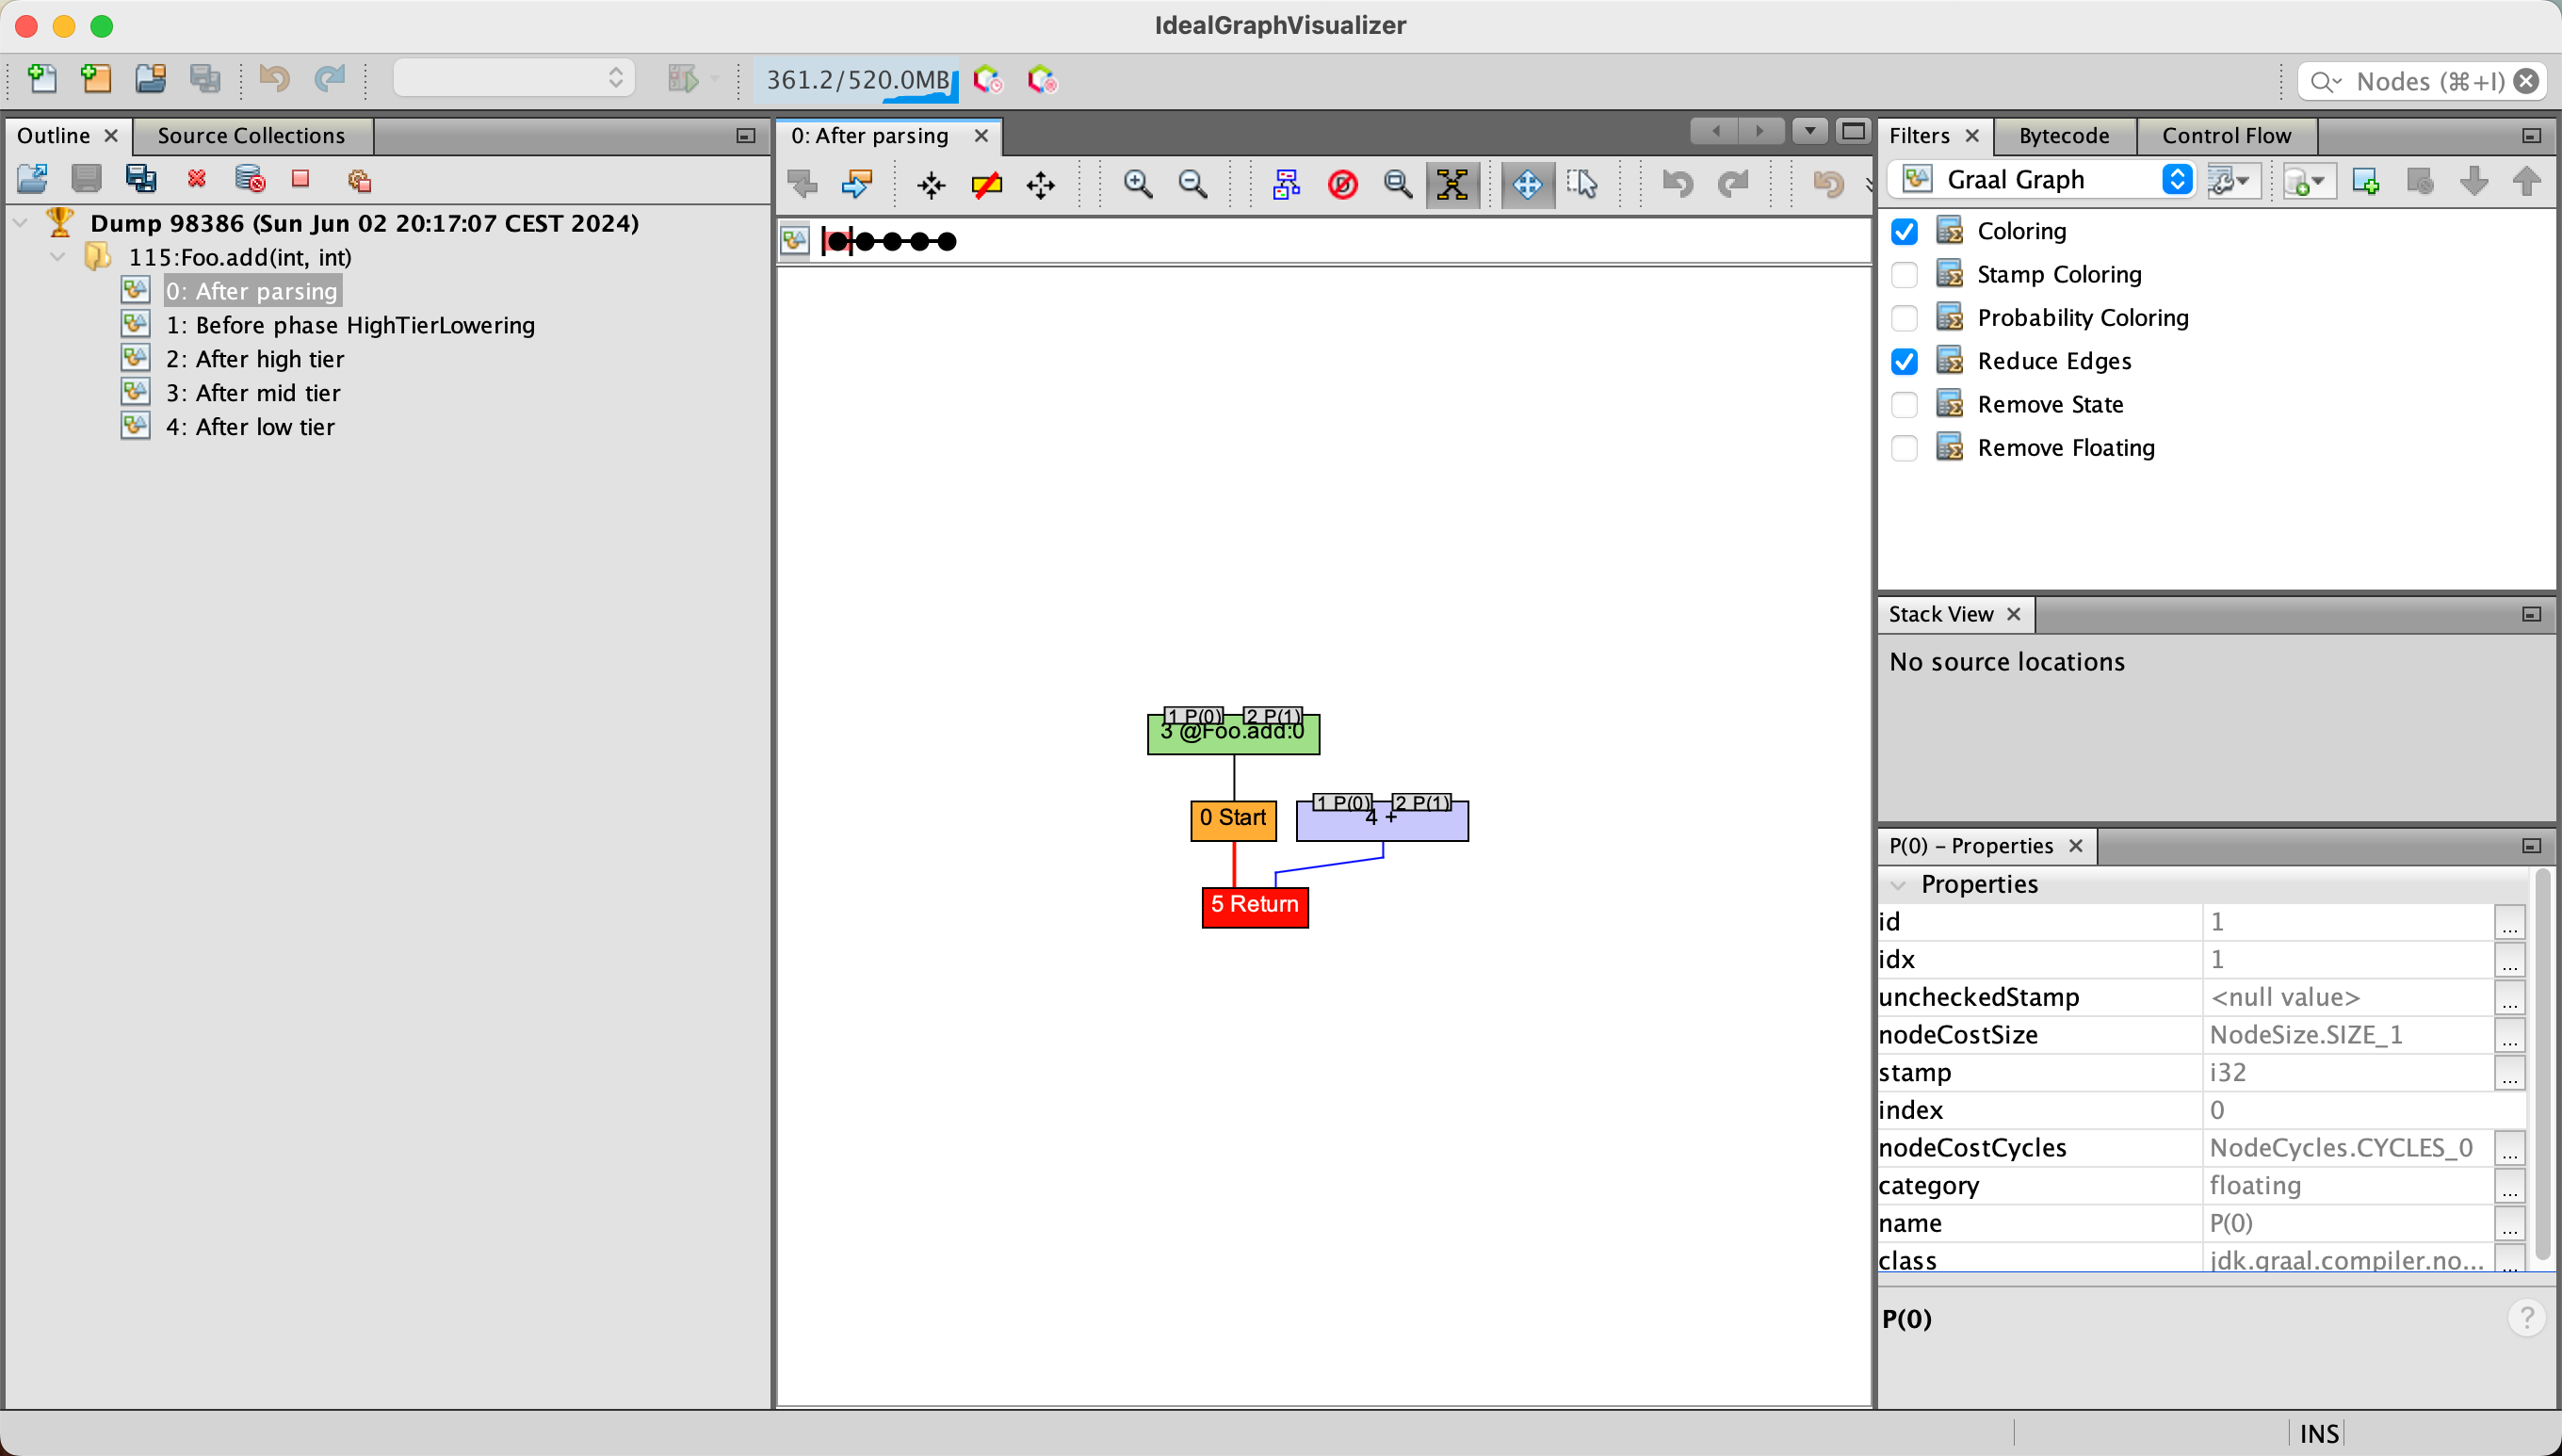 IdealGraphVisualizer
361.2/520.0MB
Nodes (⌘+I)
Outline
Source Collections
Dump 98386 (Sun Jun 02 20:17:07 CEST 2024)
115:Foo.add(int, int)
0: After parsing
1: Before phase HighTierLowering
2: After high tier
3: After mid tier
4: After low tier
0: After parsing
1 P(0) 2 P(1)
3 @Foo.add:0
0 Start
1 P(0) 2 P(1)
4 +
5 Return
Filters
Bytecode
Control Flow
Graal Graph
Coloring
Stamp Coloring
Probability Coloring
Reduce Edges
Remove State
Remove Floating
Stack View
No source locations
P(0) – Properties
Properties
id 1 ...
idx 1 ...
uncheckedStamp <null value> ...
nodeCostSize NodeSize.SIZE_1 ...
stamp i32 ...
index 0
nodeCostCycles NodeCycles.CYCLES_0 ...
category floating ...
name P(0) ...
class jdk.graal.compiler.no... ...
P(0)
?
INS